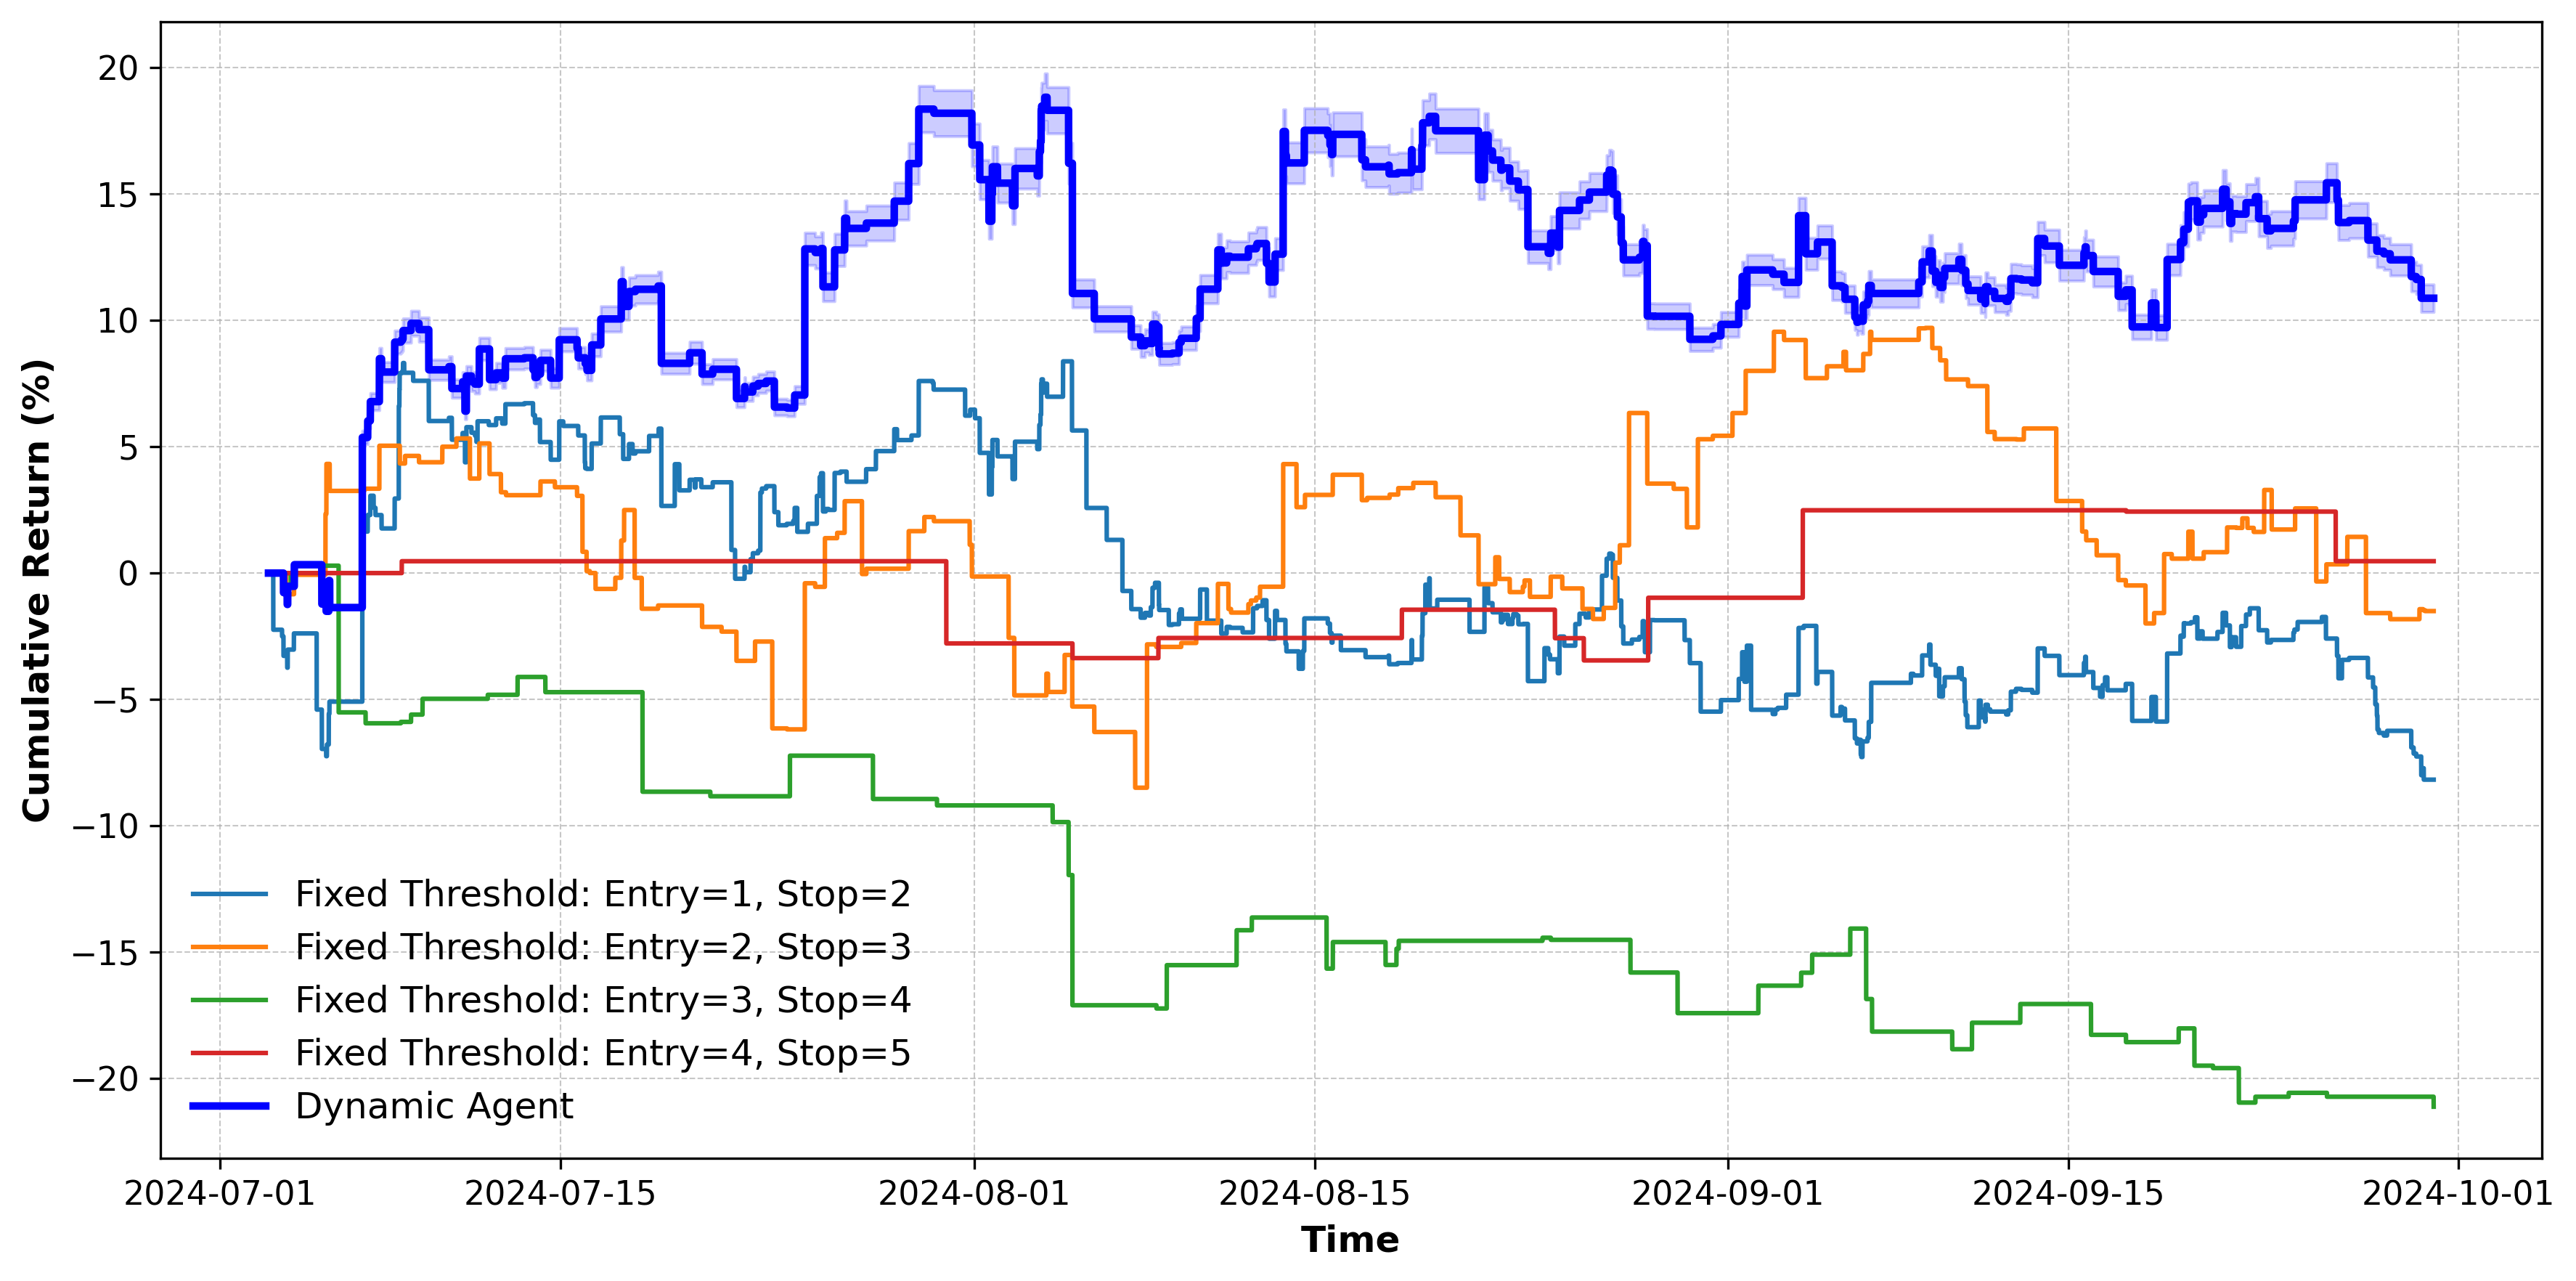 20
15
10
5
0
−5
−10
−15
−20
Cumulative Return (%)
Fixed Threshold: Entry=1, Stop=2
Fixed Threshold: Entry=2, Stop=3
Fixed Threshold: Entry=3, Stop=4
Fixed Threshold: Entry=4, Stop=5
Dynamic Agent
2024-07-01 2024-07-15 2024-08-01 2024-08-15 2024-09-01 2024-09-15 2024-10-01
Time